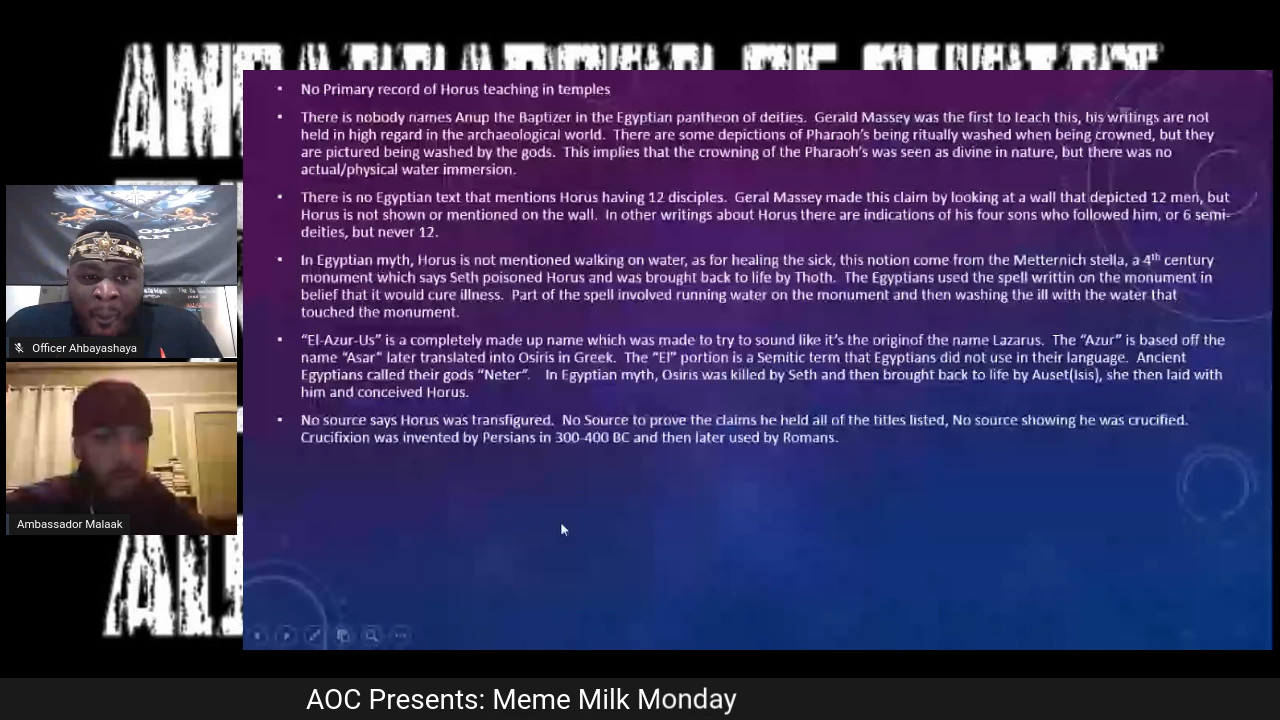 No Primary record of Horus teaching in temples
There is nobody names Anup the Baptizer in the Egyptian pantheon of deities. Gerald Massey was the first to teach this, his writings are not
held in high regard in the archaeological world. There are some depictions of Pharaoh's being ritually washed when being crowned, but they
are pictured being washed by the gods. This implies that the crowning of the Pharaoh's was seen as divine in nature, but there was no
actual/physical water immersion.
There is no Egyptian text that mentions Horus having 12 disciples. Geral Massey made this claim by looking at a wall that depicted 12 men, but
Horus is not shown or mentioned on the wall. In other writings about Horus there are indications of his four sons who followed him, or 6 semi-
deities, but never 12.
In Egyptian myth, Horus is not mentioned walking on water, as for healing the sick, this notion come from the Metternich stella, a 4th century
monument which says Seth poisoned Horus and was brought back to life by Thoth. The Egyptians used the spell writtin on the monument in
belief that it would cure illness. Part of the spell involved running water on the monument and then washing the ill with the water that
touched the monument.
"El-Azur-Us" is a completely made up name which was made to try to sound like it's the originof the name Lazarus. The "Azur" is based off the
name "Asar" later translated into Osiris in Greek. The "El" portion is a Semitic term that Egyptians did not use in their language. Ancient
Egyptians called their gods "Neter". In Egyptian myth, Osiris was killed by Seth and then brought back to life by Auset(Isis), she then laid with
him and conceived Horus.
No source says Horus was transfigured. No Source to prove the claims he held all of the titles listed, No source showing he was crucified.
Crucifixion was invented by Persians in 300-400 BC and then later used by Romans.
Officer Ahbayashaya
Ambassador Malaak
AOC Presents: Meme Milk Monday